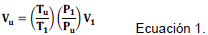 Vᵤ = (Tᵤ/T₁)(P₁/Pᵤ) V₁ Ecuación 1.